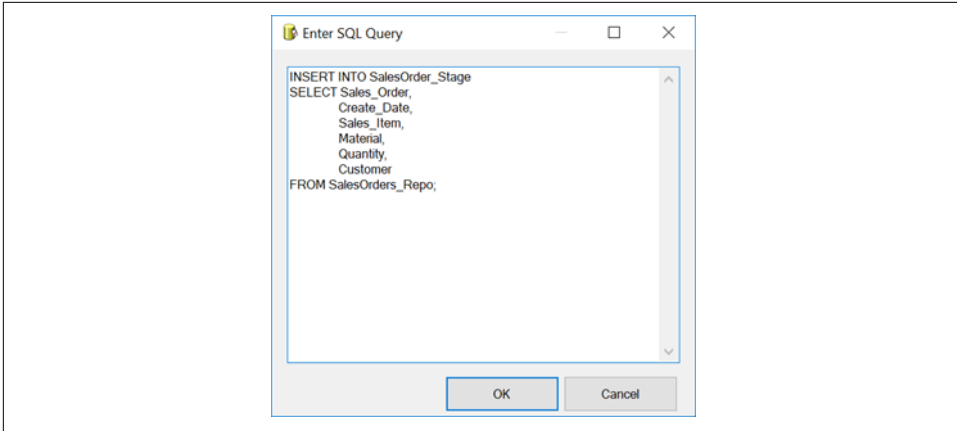 Enter SQL Query
INSERT INTO SalesOrder_Stage
SELECT Sales_Order,
Create_Date,
Sales_Item,
Material,
Quantity,
Customer
FROM SalesOrders_Repo;
OK
Cancel